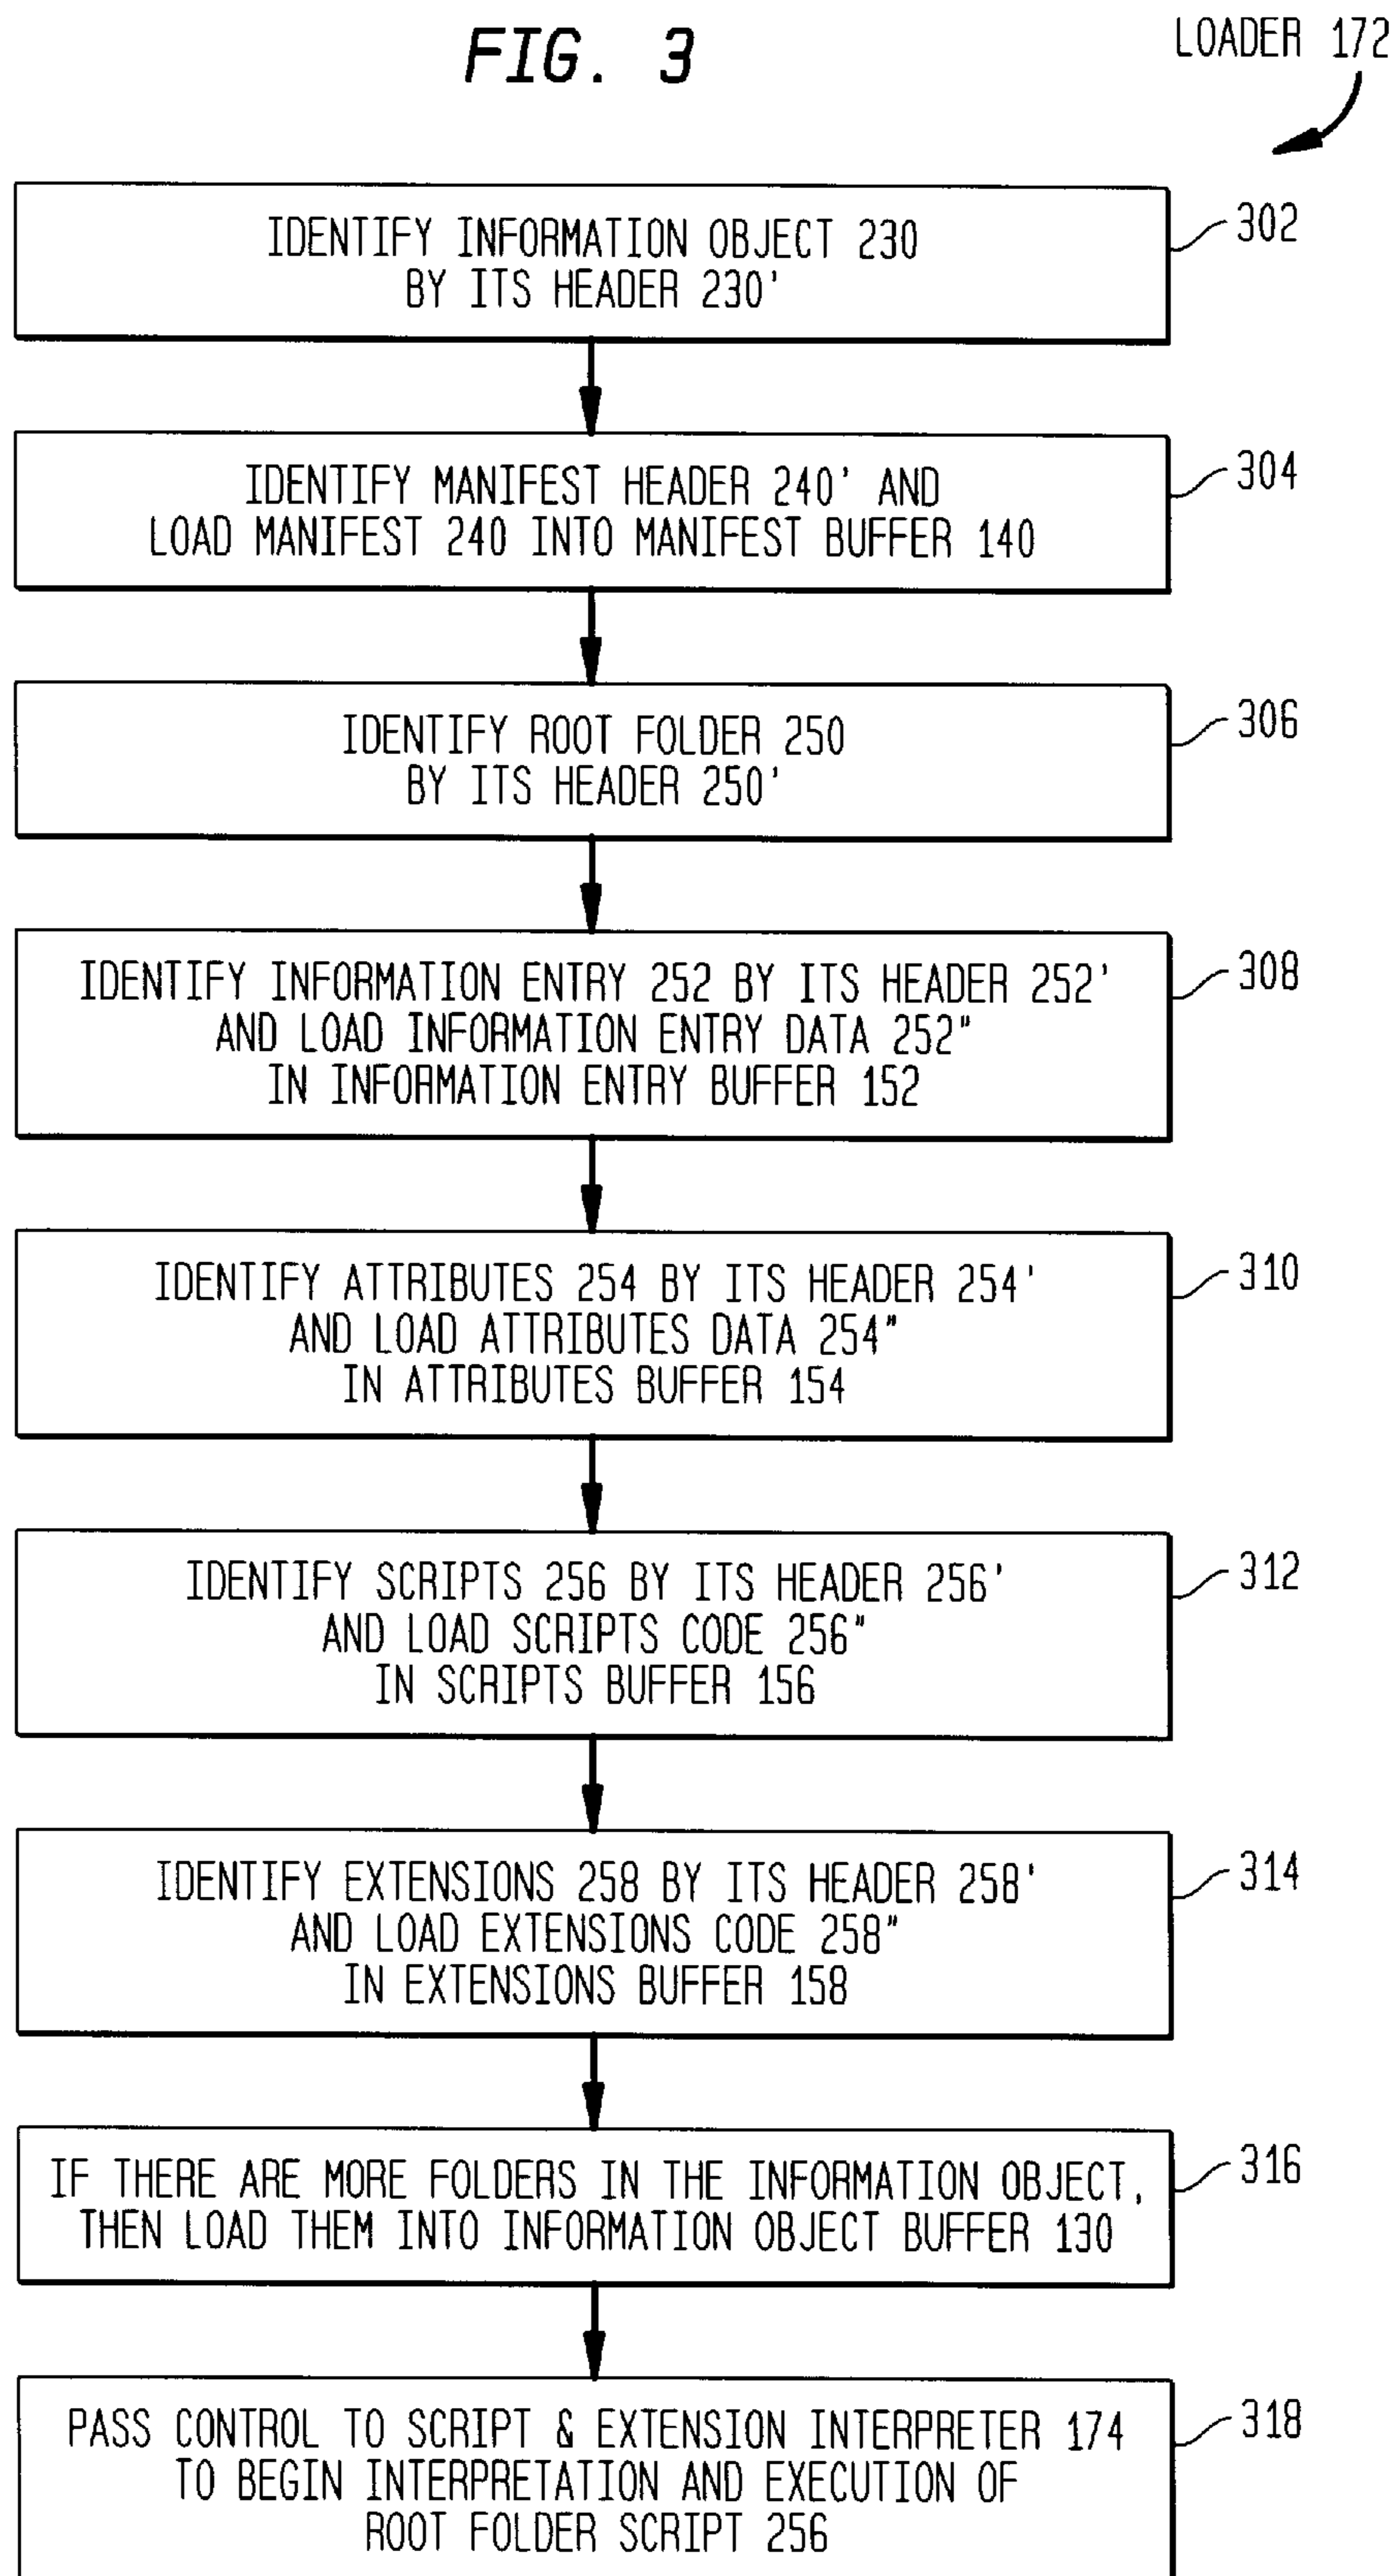 FIG. 3
LOADER 172
IDENTIFY INFORMATION OBJECT 230
BY ITS HEADER 230'
302
IDENTIFY MANIFEST HEADER 240' AND
LOAD MANIFEST 240 INTO MANIFEST BUFFER 140
304
IDENTIFY ROOT FOLDER 250
BY ITS HEADER 250'
306
IDENTIFY INFORMATION ENTRY 252 BY ITS HEADER 252'
AND LOAD INFORMATION ENTRY DATA 252"
IN INFORMATION ENTRY BUFFER 152
308
IDENTIFY ATTRIBUTES 254 BY ITS HEADER 254'
AND LOAD ATTRIBUTES DATA 254"
IN ATTRIBUTES BUFFER 154
310
IDENTIFY SCRIPTS 256 BY ITS HEADER 256'
AND LOAD SCRIPTS CODE 256"
IN SCRIPTS BUFFER 156
312
IDENTIFY EXTENSIONS 258 BY ITS HEADER 258'
AND LOAD EXTENSIONS CODE 258"
IN EXTENSIONS BUFFER 158
314
IF THERE ARE MORE FOLDERS IN THE INFORMATION OBJECT,
THEN LOAD THEM INTO INFORMATION OBJECT BUFFER 130
316
PASS CONTROL TO SCRIPT & EXTENSION INTERPRETER 174
TO BEGIN INTERPRETATION AND EXECUTION OF
ROOT FOLDER SCRIPT 256
318